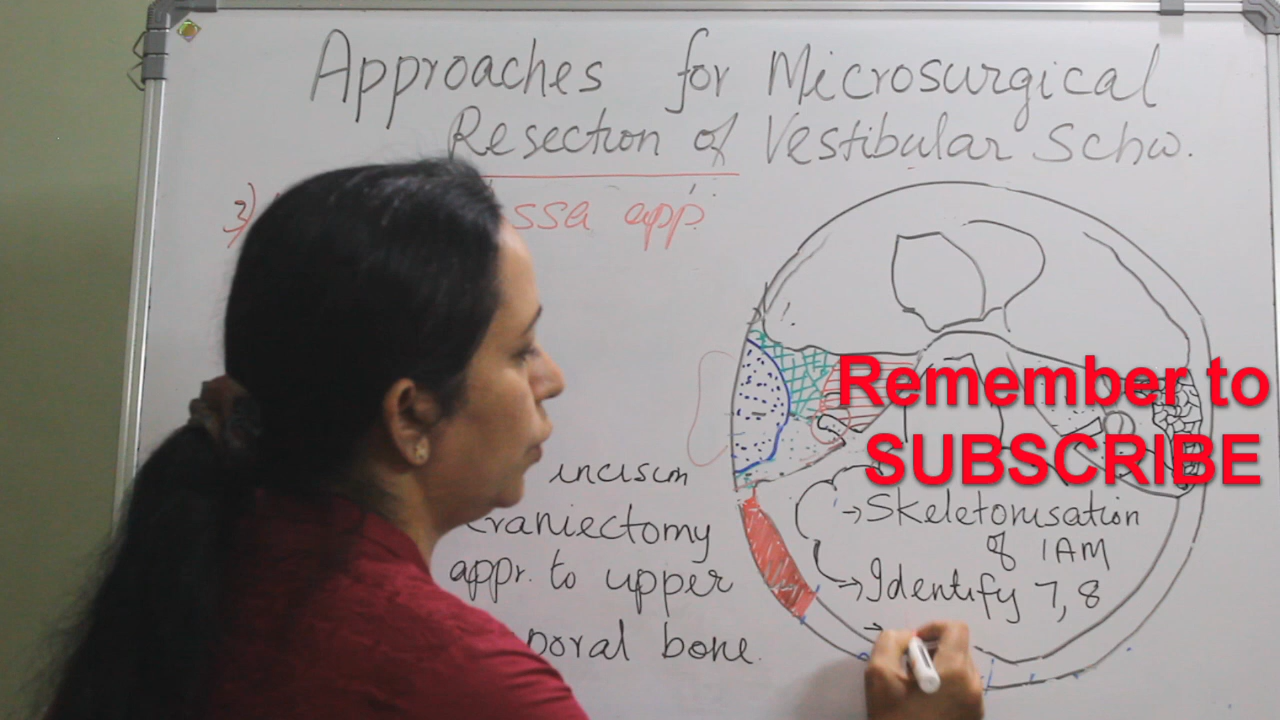 Approaches for Microsurgical
Resection of Vestibular Schw.
3) ssa app.
incision
craniectomy
appr. to upper
poral bone.
Remember to
SUBSCRIBE
→ Skeletonisation
of IAM
→ Identify 7, 8
→